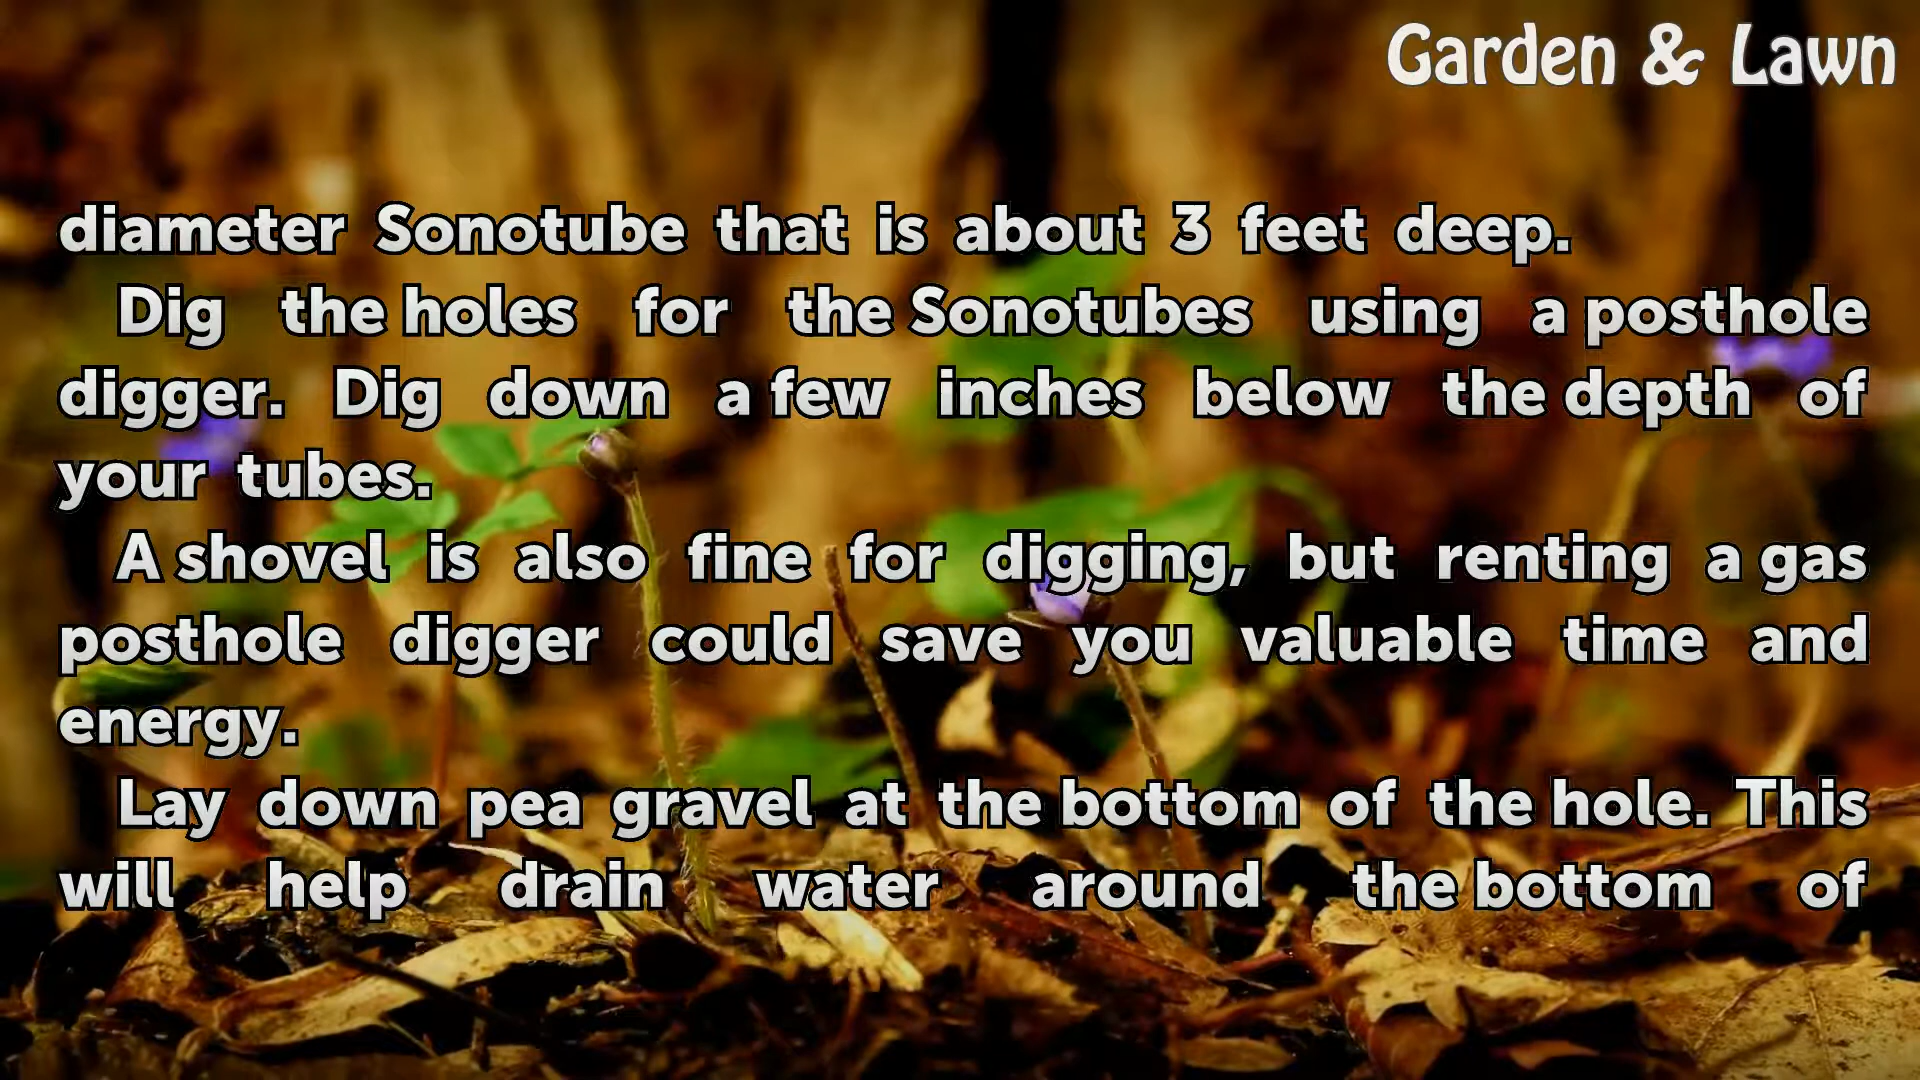 Garden & Lawn
diameter Sonotube that is about 3 feet deep.
Dig the holes for the Sonotubes using a posthole
digger. Dig down a few inches below the depth of
your tubes.
A shovel is also fine for digging, but renting a gas
posthole digger could save you valuable time and
energy.
Lay down pea gravel at the bottom of the hole. This
will help drain water around the bottom of